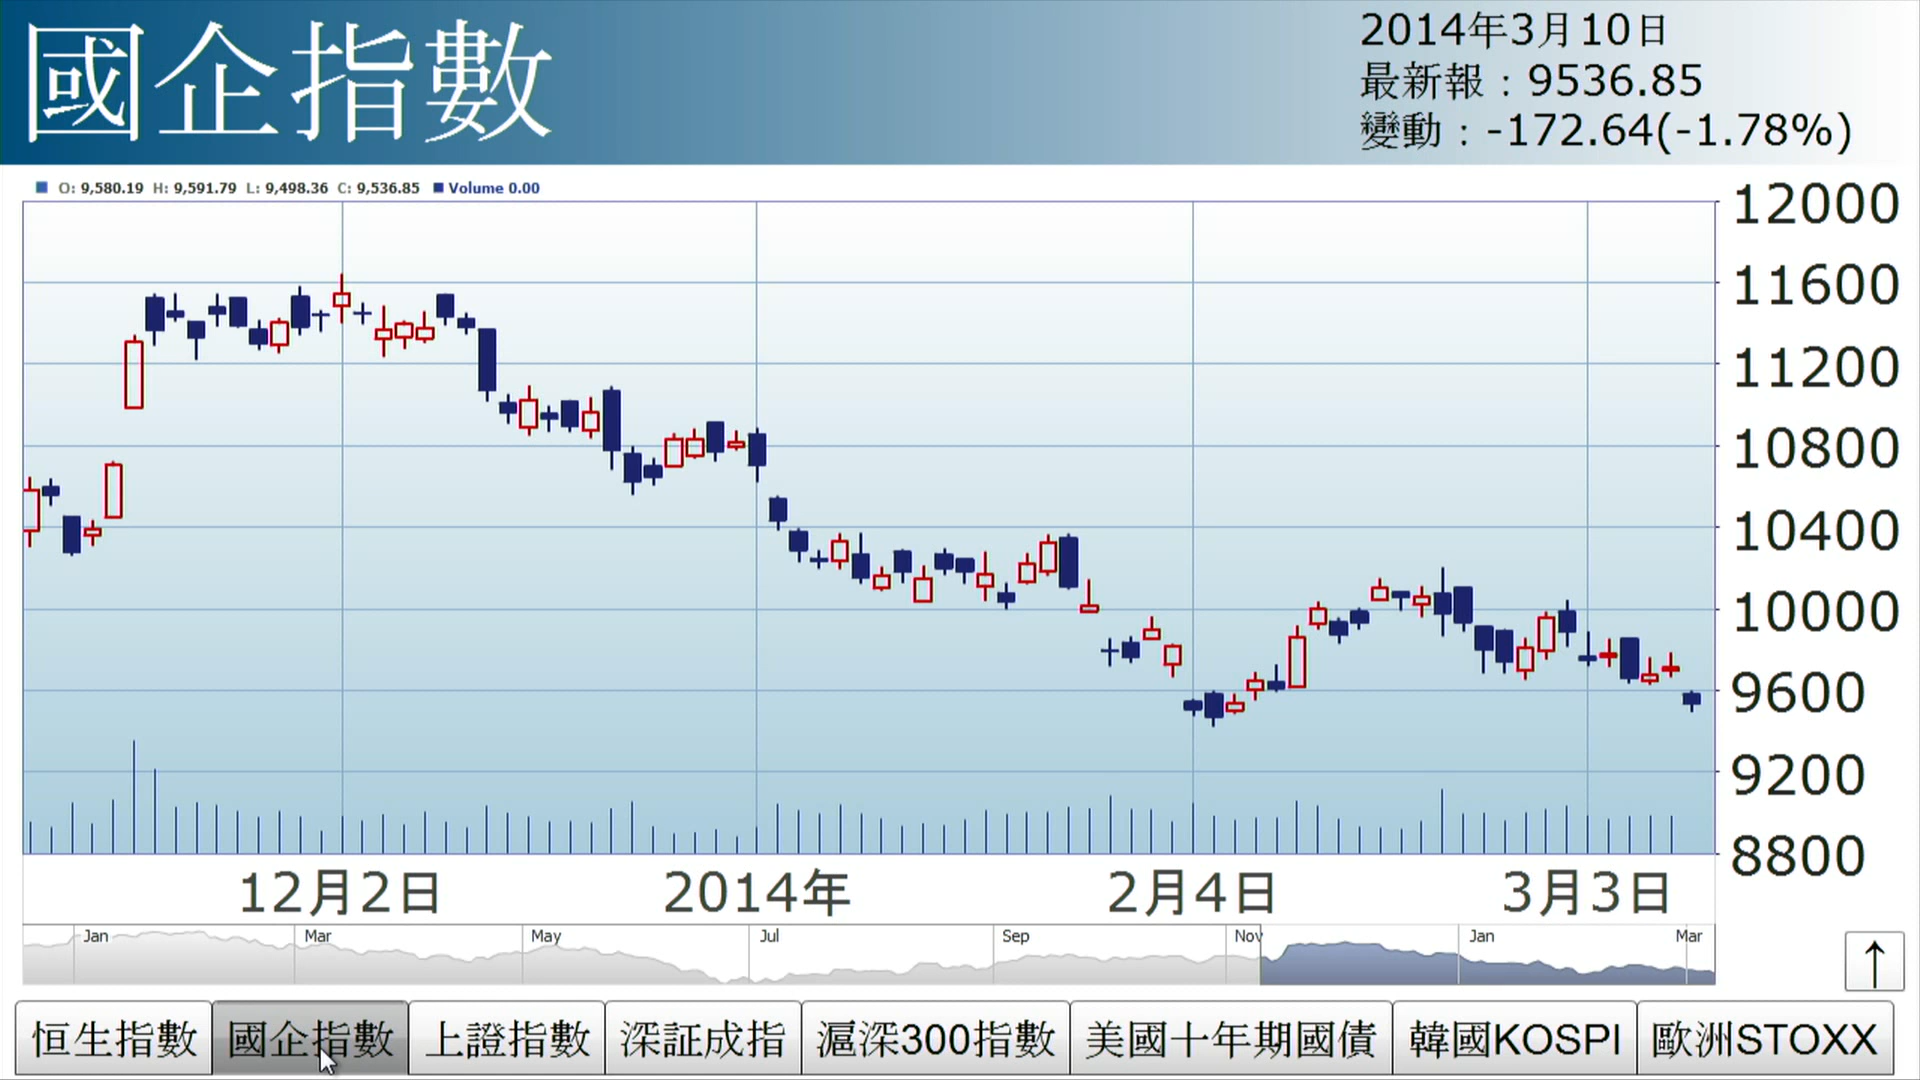 國企指數
2014年3月10日
最新報：9536.85
變動：-172.64(-1.78%)
O: 9,580.19 H: 9,591.79 L: 9,498.36 C: 9,536.85 Volume 0.00
12000
11600
11200
10800
10400
10000
9600
9200
8800
12月2日 2014年 2月4日 3月3日
Jan Mar May Jul Sep Nov Jan Mar
↑
恒生指數 國企指數 上證指數 深証成指 滬深300指數 美國十年期國債 韓國KOSPI 歐洲STOXX